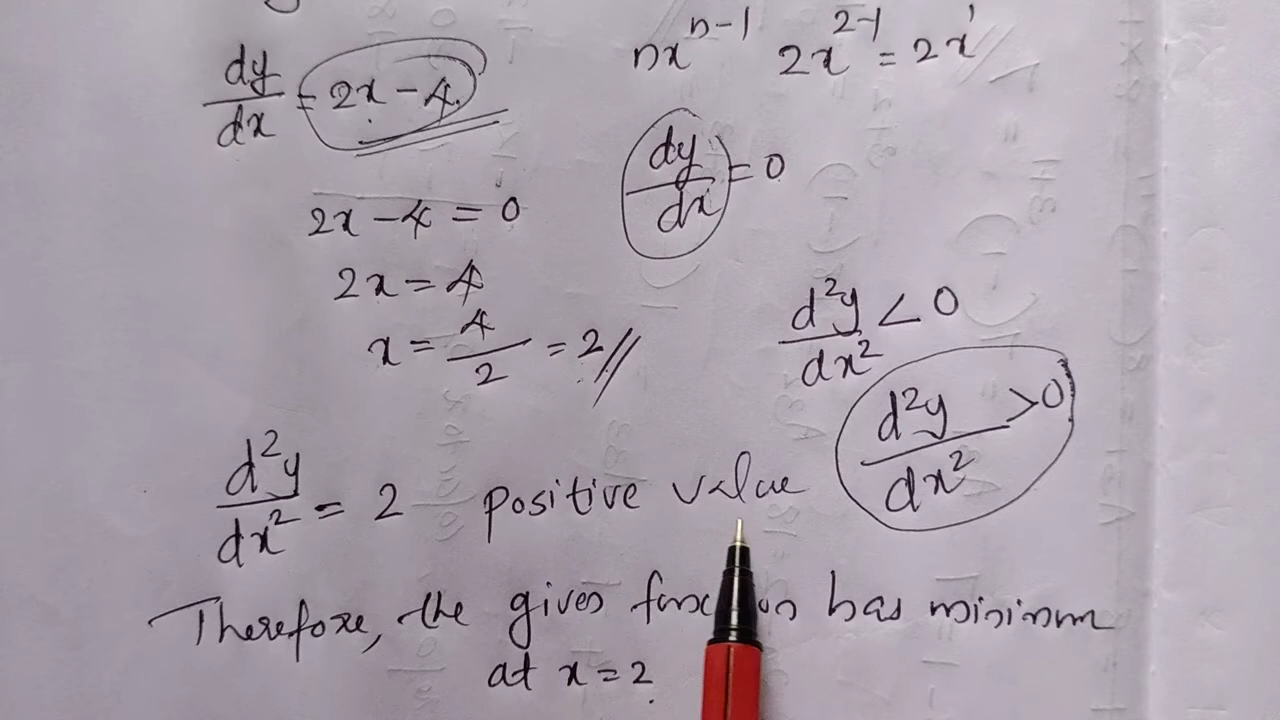 dy/dx = 2x - 4
nx^{n-1} 2x^{2-1} = 2x^1
dy/dx = 0
2x - 4 = 0
2x = 4
x = 4/2 = 2//
d²y/dx² < 0
d²y/dx² > 0
d²y/dx² = 2 positive value
Therefore, the given has minimum
at x = 2